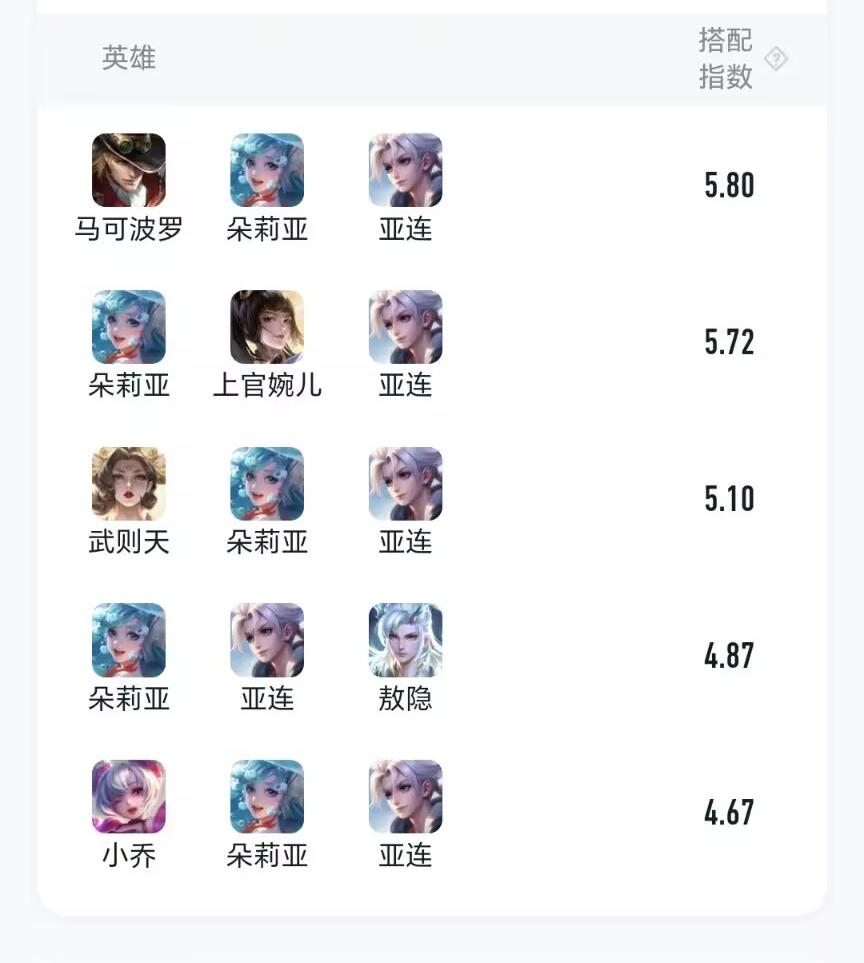 英雄
搭配
指数
?
马可波罗 朵莉亚 亚连 5.80
朵莉亚 上官婉儿 亚连 5.72
武则天 朵莉亚 亚连 5.10
朵莉亚 亚连 敖隐 4.87
小乔 朵莉亚 亚连 4.67